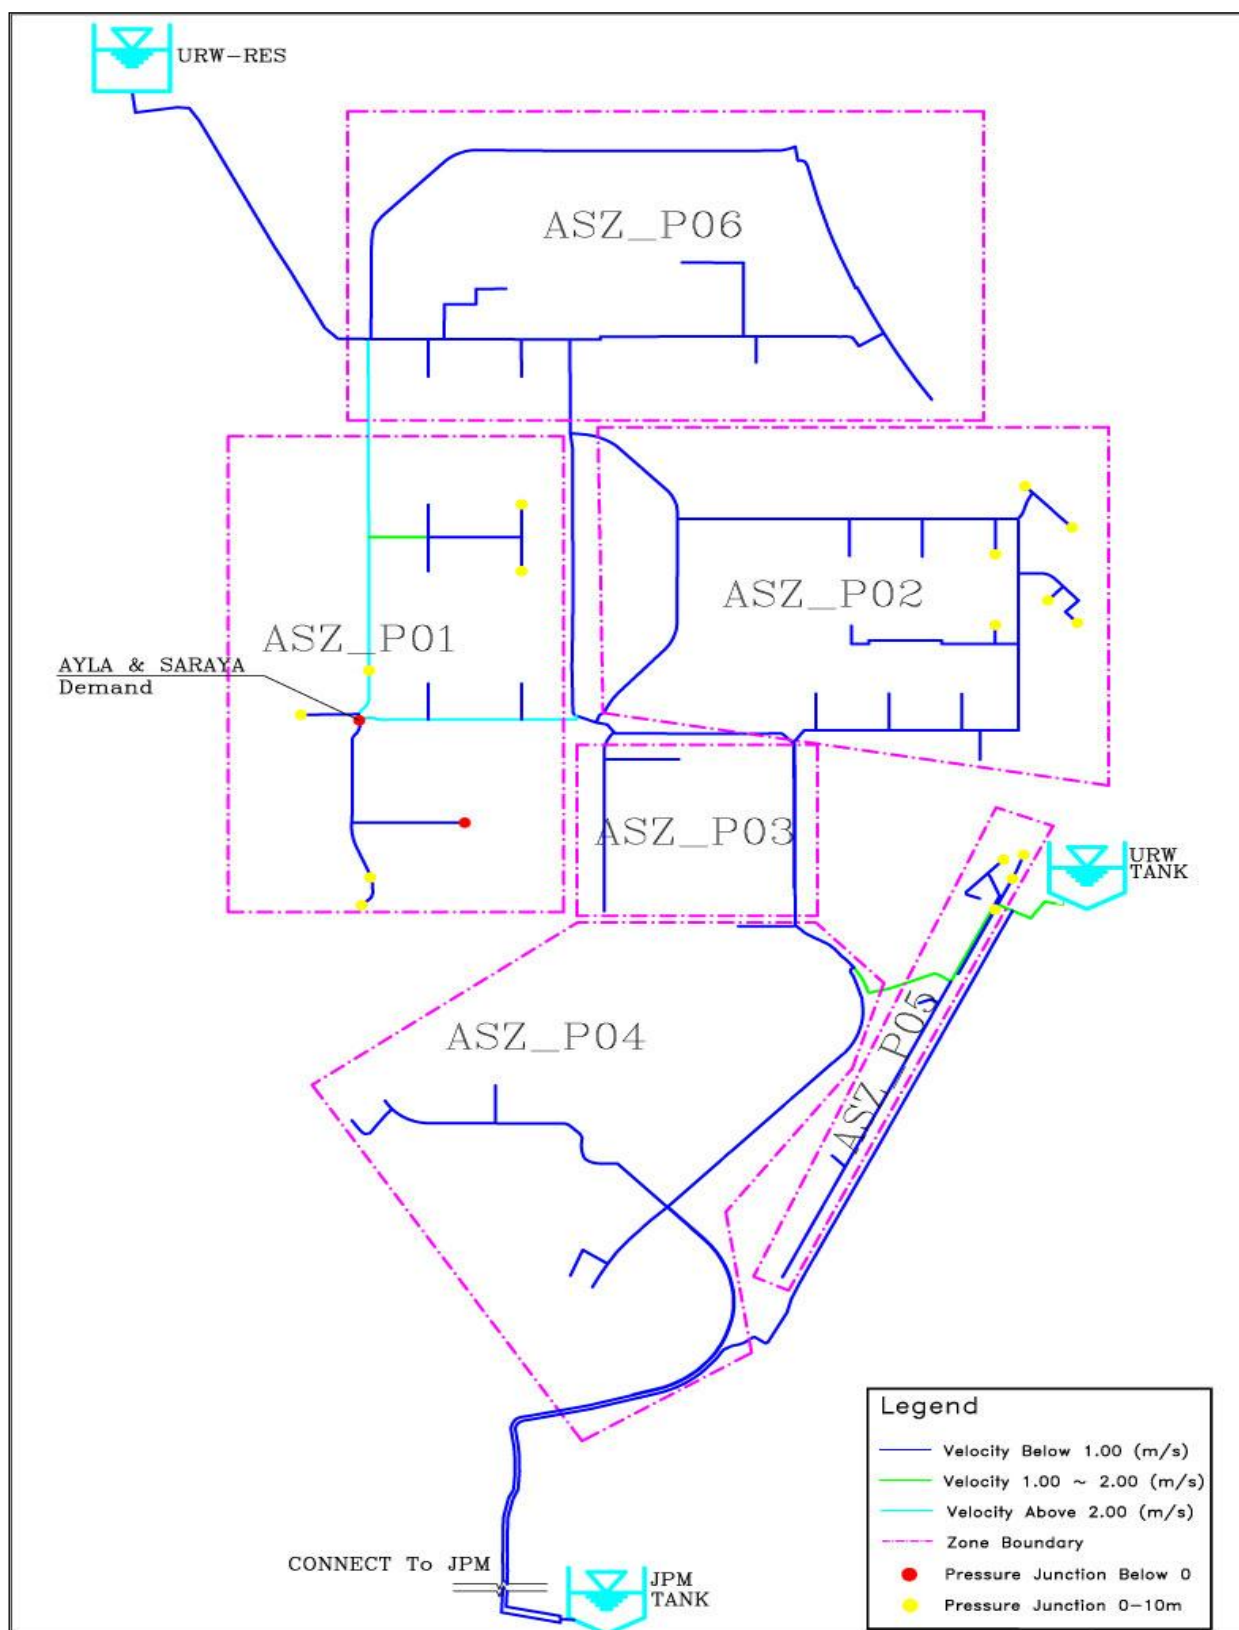 URW-RES
ASZ_P06
ASZ_P02
ASZ_P01
AYLA & SARAYA
Demand
ASZ_P03
URW
TANK
ASZ_P04
ASZ_P05
CONNECT To JPM
JPM
TANK
Legend
Velocity Below 1.00 (m/s)
Velocity 1.00 ~ 2.00 (m/s)
Velocity Above 2.00 (m/s)
Zone Boundary
Pressure Junction Below 0
Pressure Junction 0-10m